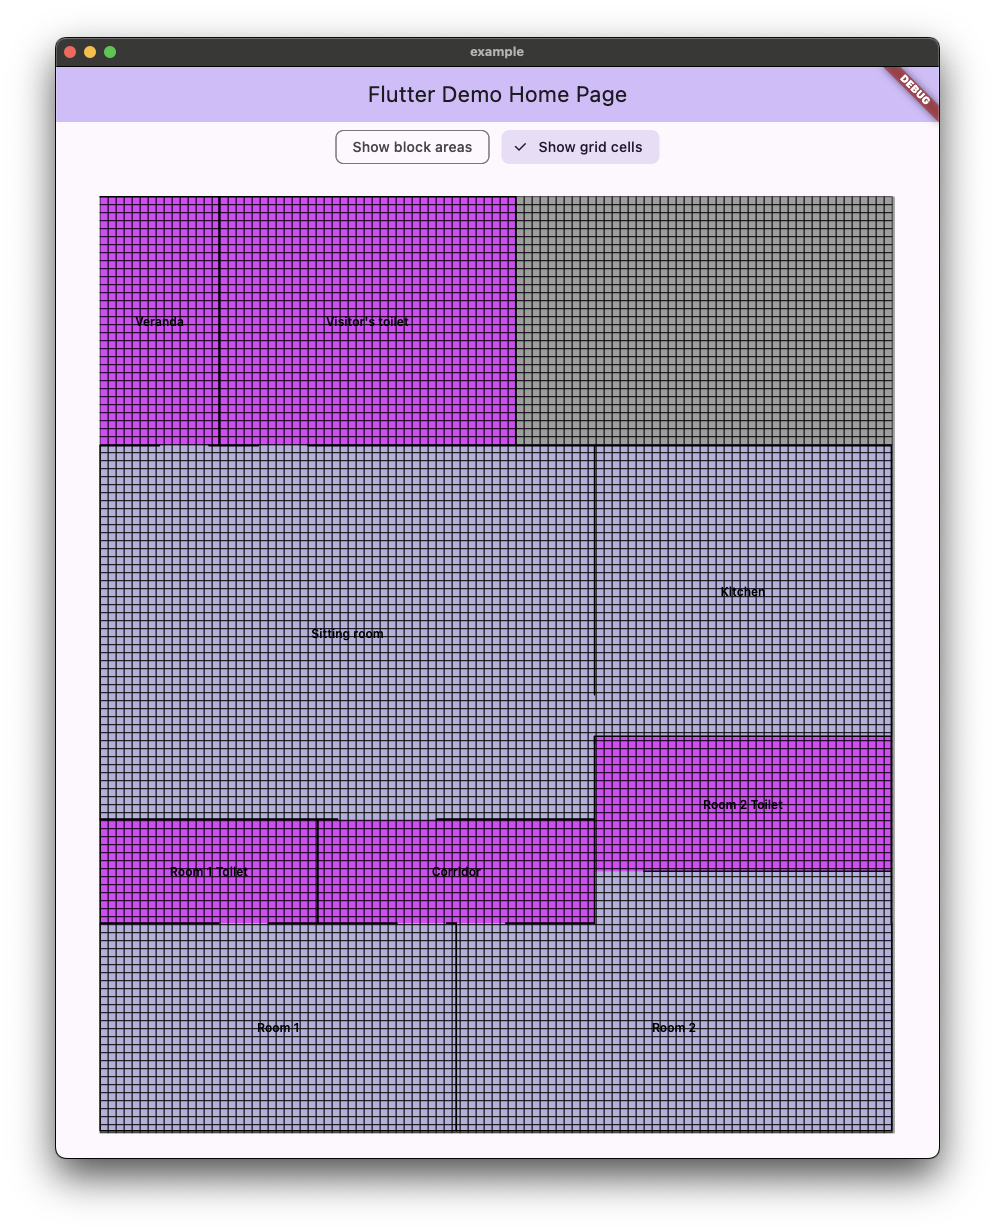 example
Flutter Demo Home Page
DEBUG
Show block areas
Show grid cells
Veranda
Visitor's toilet
Kitchen
Sitting room
Room 2 Toilet
Room 1 Toilet
Corridor
Room 1
Room 2